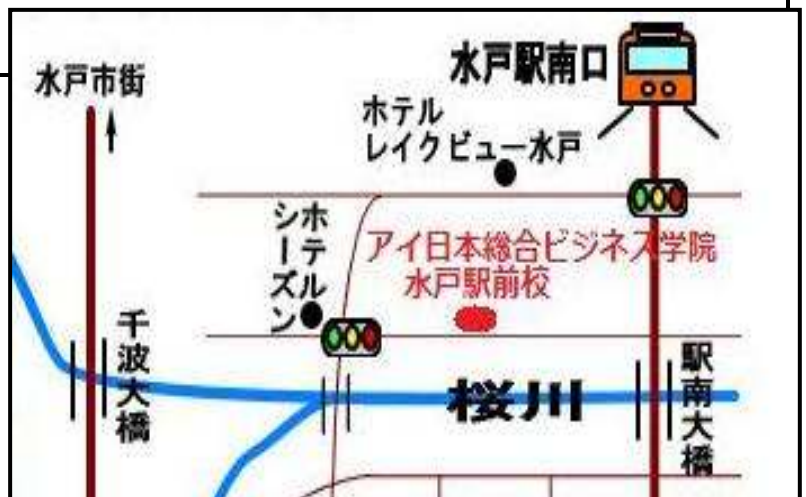 水戸駅南口
水戸市街
ホテル
レイクビュー水戸
ホテル
シーズン
アイ日本総合ビジネス学院
水戸駅前校
千波大橋
桜川
駅南大橋